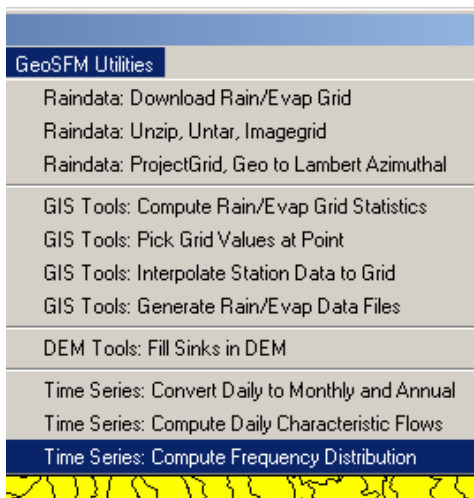 GeoSFM Utilities
Raindata: Download Rain/Evap Grid
Raindata: Unzip, Untar, Imagegrid
Raindata: ProjectGrid, Geo to Lambert Azimuthal
GIS Tools: Compute Rain/Evap Grid Statistics
GIS Tools: Pick Grid Values at Point
GIS Tools: Interpolate Station Data to Grid
GIS Tools: Generate Rain/Evap Data Files
DEM Tools: Fill Sinks in DEM
Time Series: Convert Daily to Monthly and Annual
Time Series: Compute Daily Characteristic Flows
Time Series: Compute Frequency Distribution